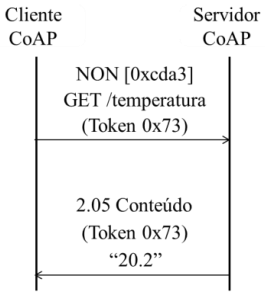 Cliente
CoAP
Servidor
CoAP
NON [0xcda3]
GET /temperatura
(Token 0x73)
2.05 Conteúdo
(Token 0x73)
“20.2”